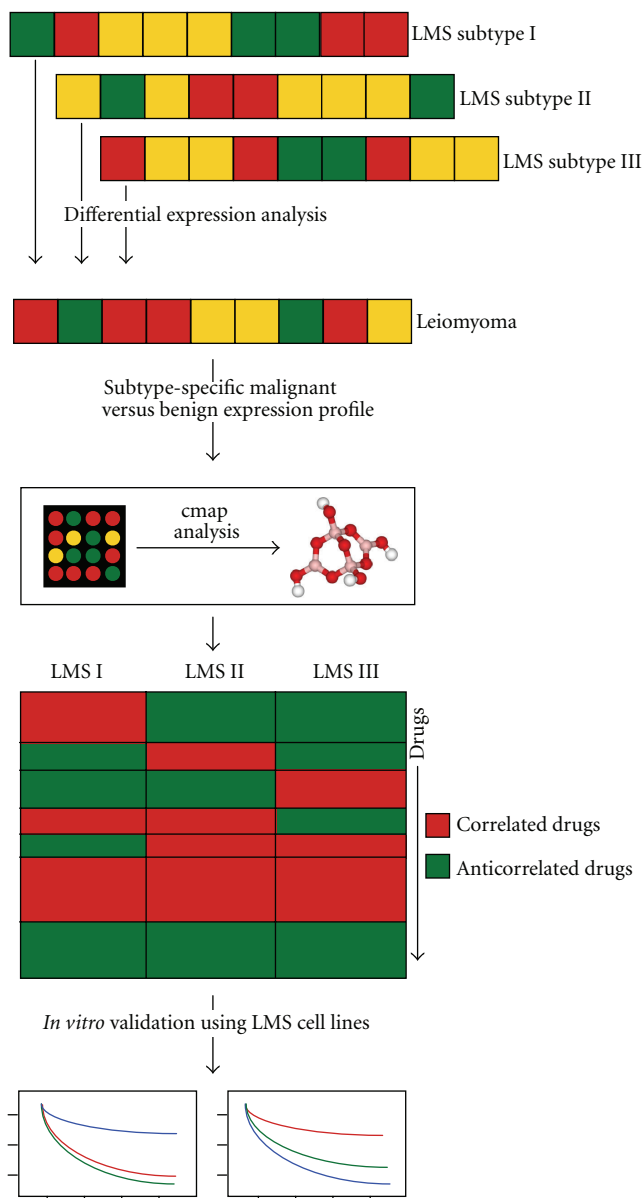 LMS subtype I
LMS subtype II
LMS subtype III
Differential expression analysis
Leiomyoma
Subtype-specific malignant
versus benign expression profile
cmap
analysis
LMS I LMS II LMS III
Drugs
Correlated drugs
Anticorrelated drugs
In vitro validation using LMS cell lines